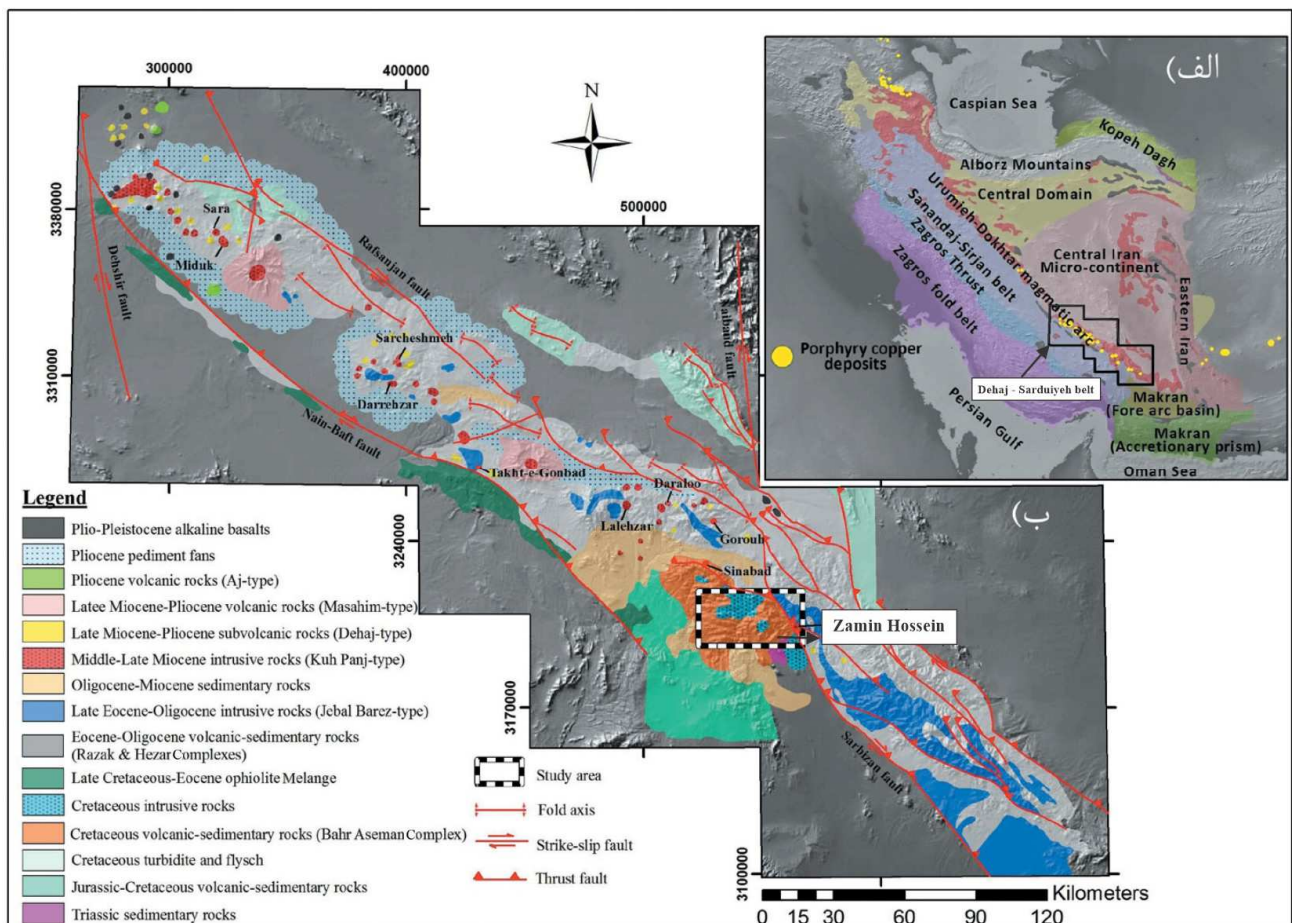 300000
400000
500000
3380000
3310000
3240000
3170000
3100000
N
Sara
Miduk
Dehshir fault
Rafsanjan fault
Sarcheshmeh
Darrehzar
Nain-Baft fault
Takht-e-Gonbad
Daraloo
Lalehzar
Gorouh
Sinabad
Zamin Hossein
Sarbizan fault
الف)
Caspian Sea
Kopeh Dagh
Alborz Mountains
Central Domain
Urumieh-Dokhtar magmatic arc
Sanandaj-Sirjan belt
Zagros Thrust
Zagros fold belt
Central Iran
Micro-continent
Eastern Iran
Porphyry copper
deposits
Dehaj - Sarduiyeh belt
Persian Gulf
Makran
(Fore arc basin)
Makran
(Accretionary prism)
Oman Sea
ب)
Legend
Plio-Pleistocene alkaline basalts
Pliocene pediment fans
Pliocene volcanic rocks (Aj-type)
Latee Miocene-Pliocene volcanic rocks (Masahim-type)
Late Miocene-Pliocene subvolcanic rocks (Dehaj-type)
Middle-Late Miocene intrusive rocks (Kuh Panj-type)
Oligocene-Miocene sedimentary rocks
Late Eocene-Oligocene intrusive rocks (Jebal Barez-type)
Eocene-Oligocene volcanic-sedimentary rocks
(Razak & Hezar Complexes)
Late Cretaceous-Eocene ophiolite Melange
Cretaceous intrusive rocks
Cretaceous volcanic-sedimentary rocks (Bahr Aseman Complex)
Cretaceous turbidite and flysch
Jurassic-Cretaceous volcanic-sedimentary rocks
Triassic sedimentary rocks
Study area
Fold axis
Strike-slip fault
Thrust fault
Kilometers
0 15 30 60 90 120